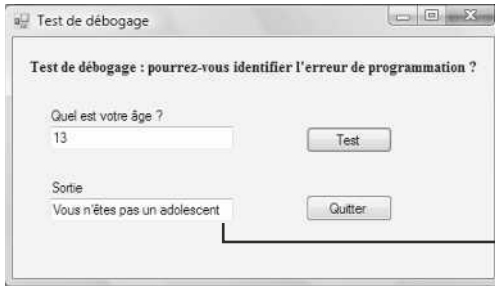 Test de débogage
Test de débogage : pourrez-vous identifier l'erreur de programmation ?
Quel est votre âge ?
13
Test
Sortie
Vous n'êtes pas un adolescent
Quitter